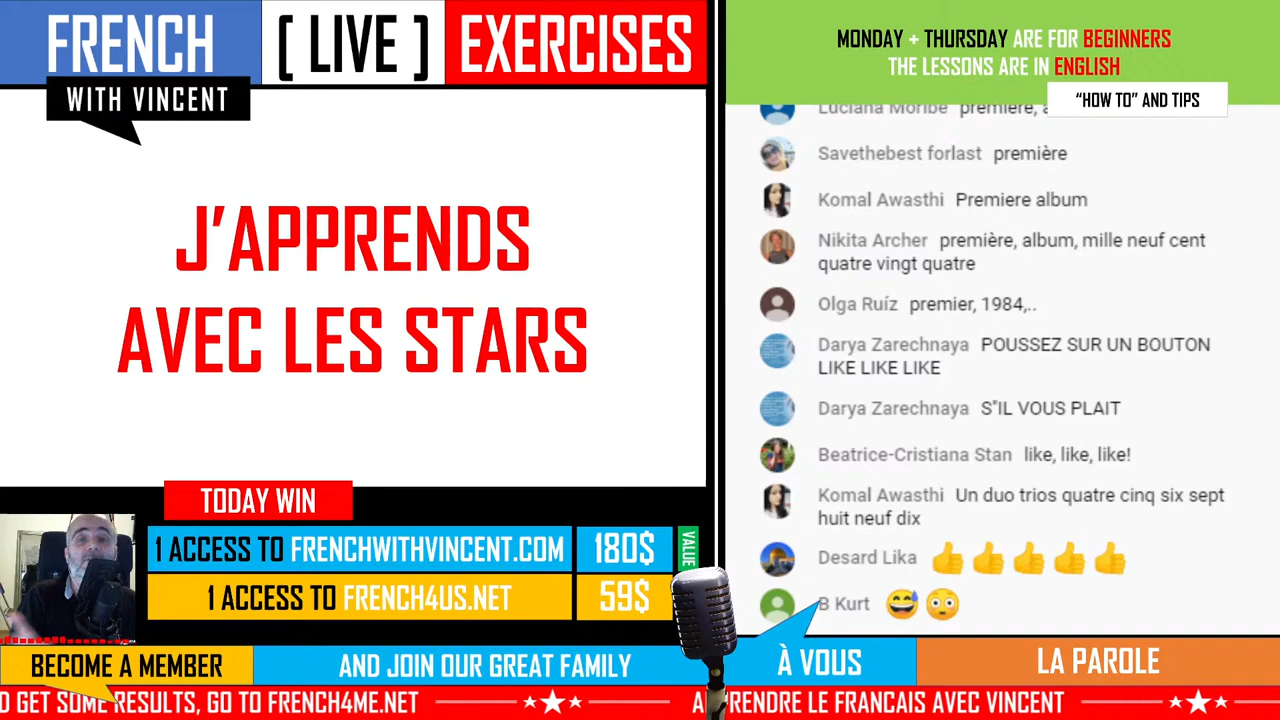 FRENCH [ LIVE ] EXERCISES
WITH VINCENT
J'APPRENDS
AVEC LES STARS
TODAY WIN
1 ACCESS TO FRENCHWITHVINCENT.COM 180$
VALUE
1 ACCESS TO FRENCH4US.NET 59$
BECOME A MEMBER AND JOIN OUR GREAT FAMILY
MONDAY + THURSDAY ARE FOR BEGINNERS
THE LESSONS ARE IN ENGLISH
"HOW TO" AND TIPS
Luciana Moribe première,
Savethebest forlast première
Komal Awasthi Premiere album
Nikita Archer première, album, mille neuf cent
quatre vingt quatre
Olga Ruíz premier, 1984,..
Darya Zarechnaya POUSSEZ SUR UN BOUTON
LIKE LIKE LIKE
Darya Zarechnaya S"IL VOUS PLAIT
Beatrice-Cristiana Stan like, like, like!
Komal Awasthi Un duo trios quatre cinq six sept
huit neuf dix
Desard Lika 👍👍👍👍👍
B Kurt 😅😳
À VOUS LA PAROLE
D GET SOME RESULTS, GO TO FRENCH4ME.NET
LE FRANCAIS AVEC VINCENT